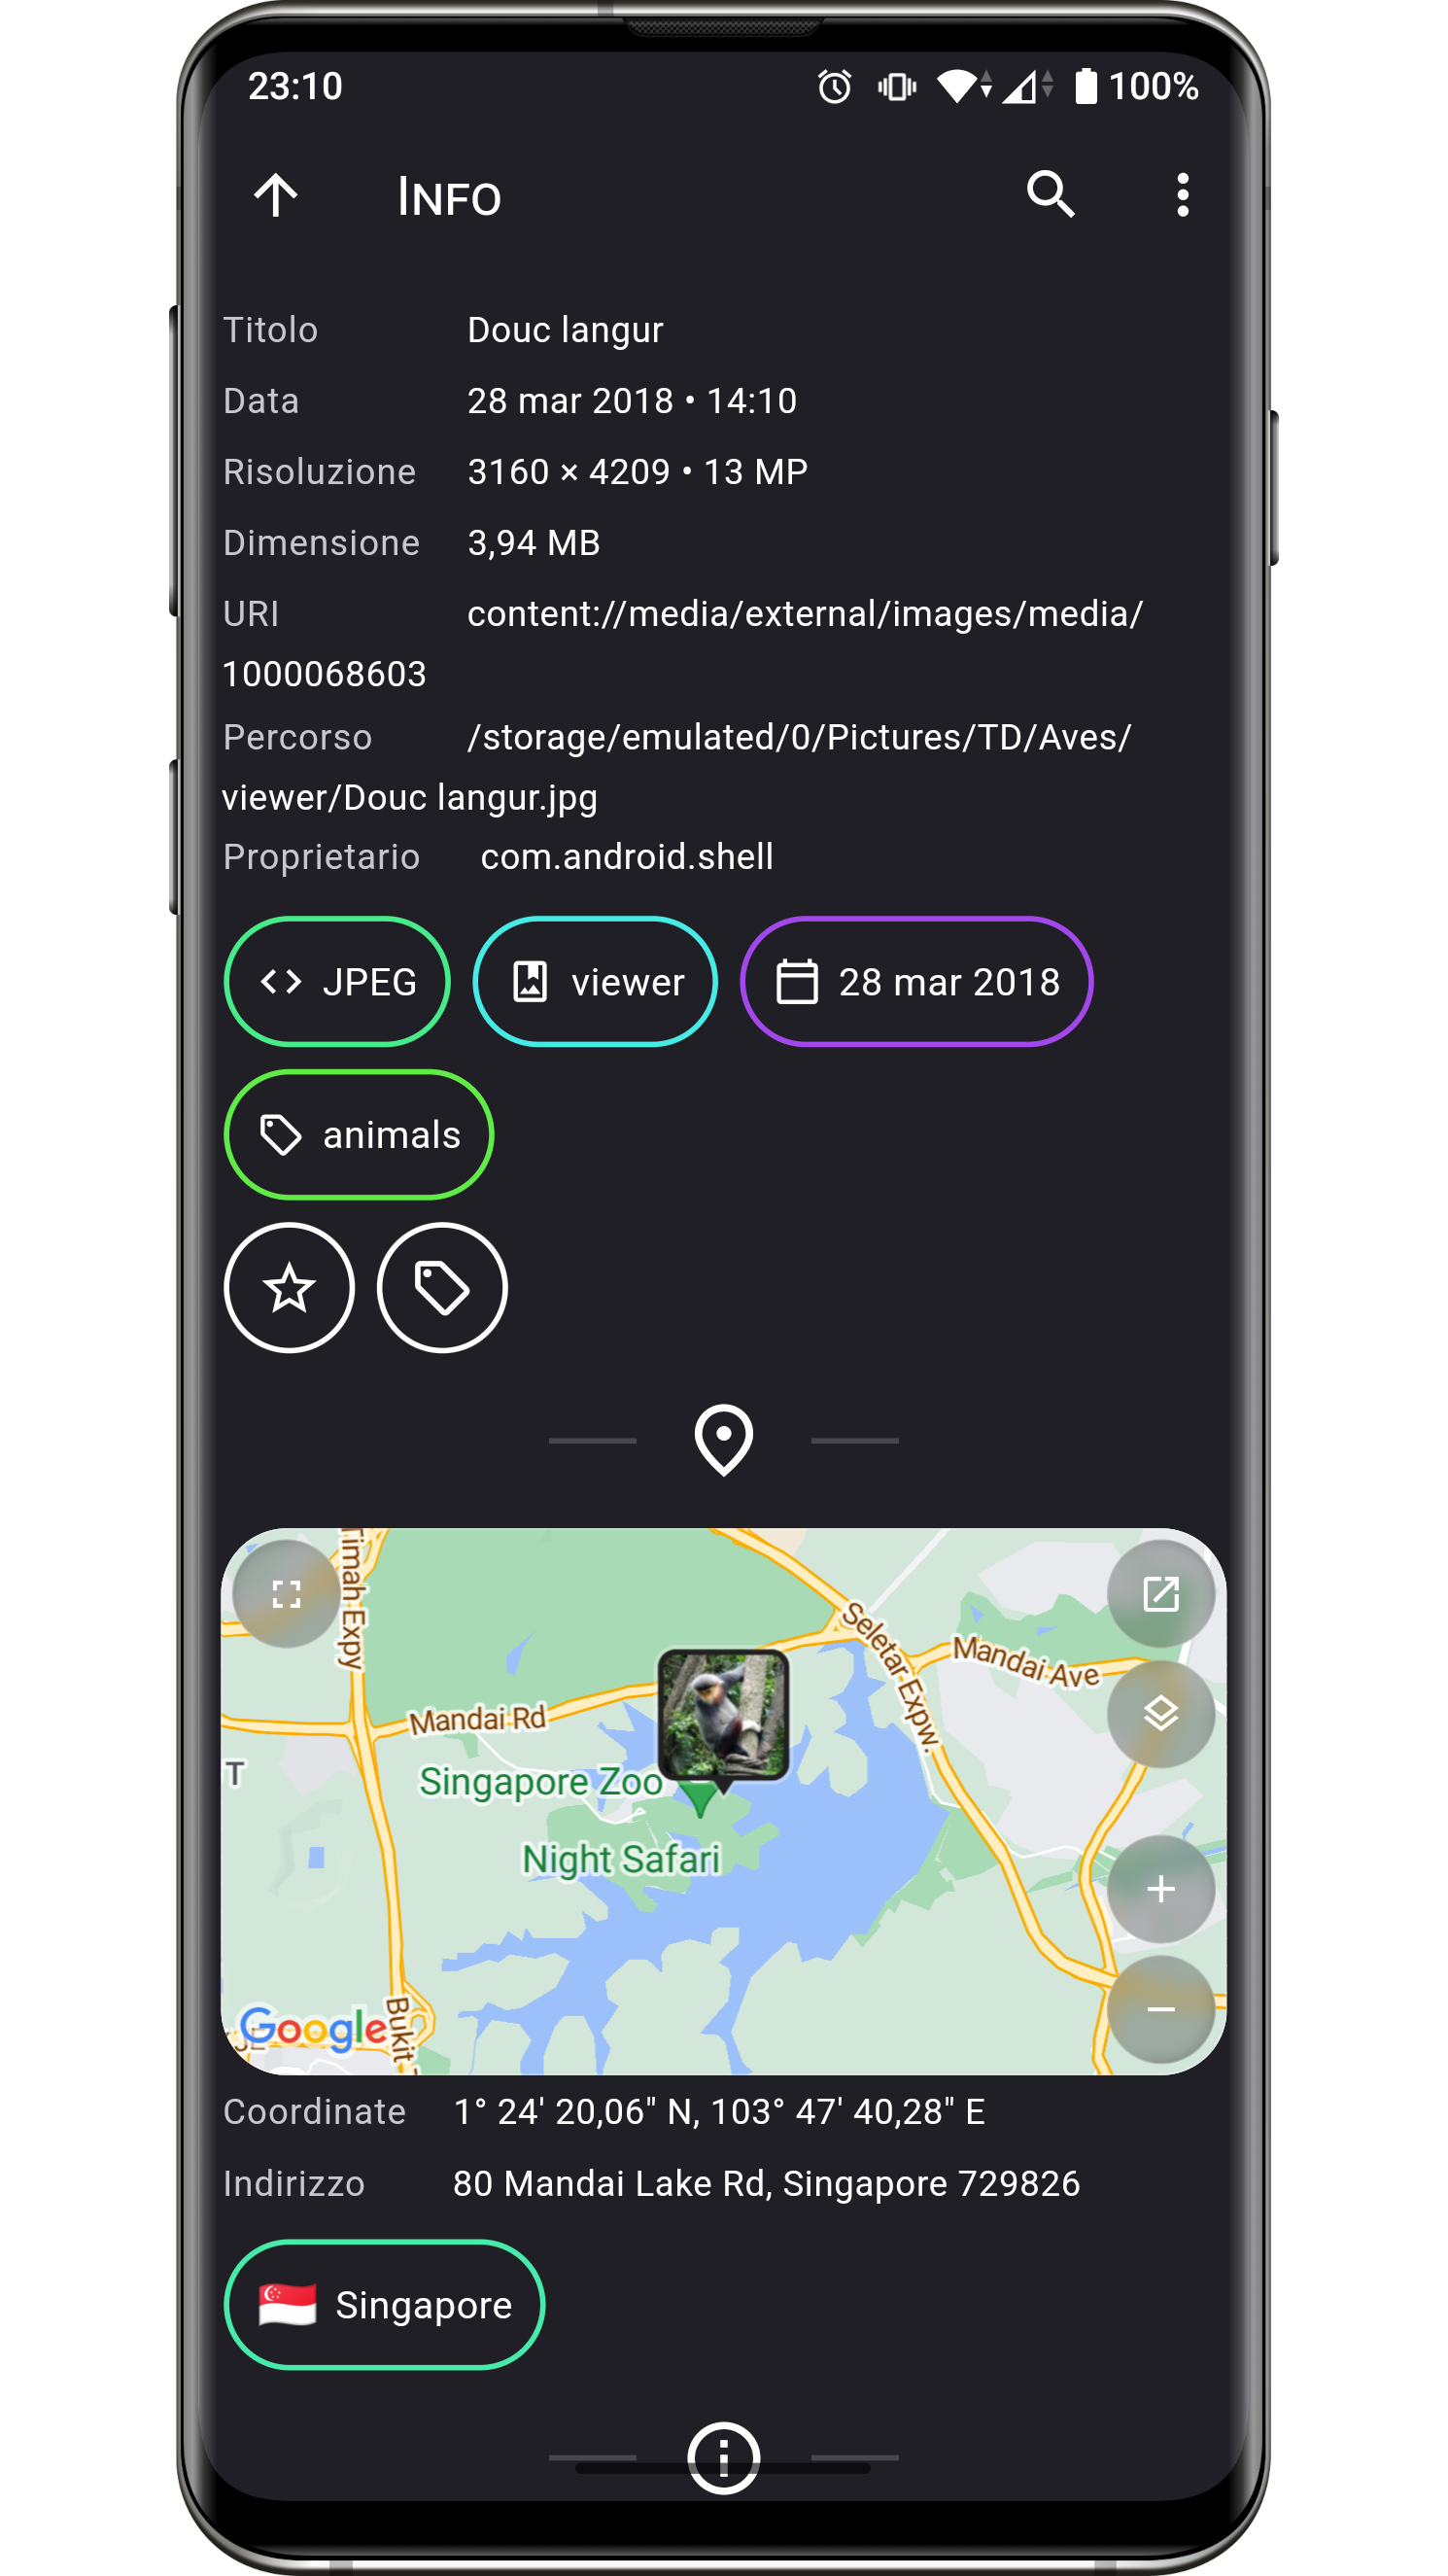 23:10 100%
INFO
Titolo Douc langur
Data 28 mar 2018 • 14:10
Risoluzione 3160 × 4209 • 13 MP
Dimensione 3,94 MB
URI content://media/external/images/media/
1000068603
Percorso /storage/emulated/0/Pictures/TD/Aves/
viewer/Douc langur.jpg
Proprietario com.android.shell
JPEG viewer 28 mar 2018
animals
Timah Expy
Seletar Expw.
Mandai Ave
Mandai Rd
T
Singapore Zoo
Night Safari
Google
Bukit
Coordinate 1° 24' 20,06" N, 103° 47' 40,28" E
Indirizzo 80 Mandai Lake Rd, Singapore 729826
Singapore